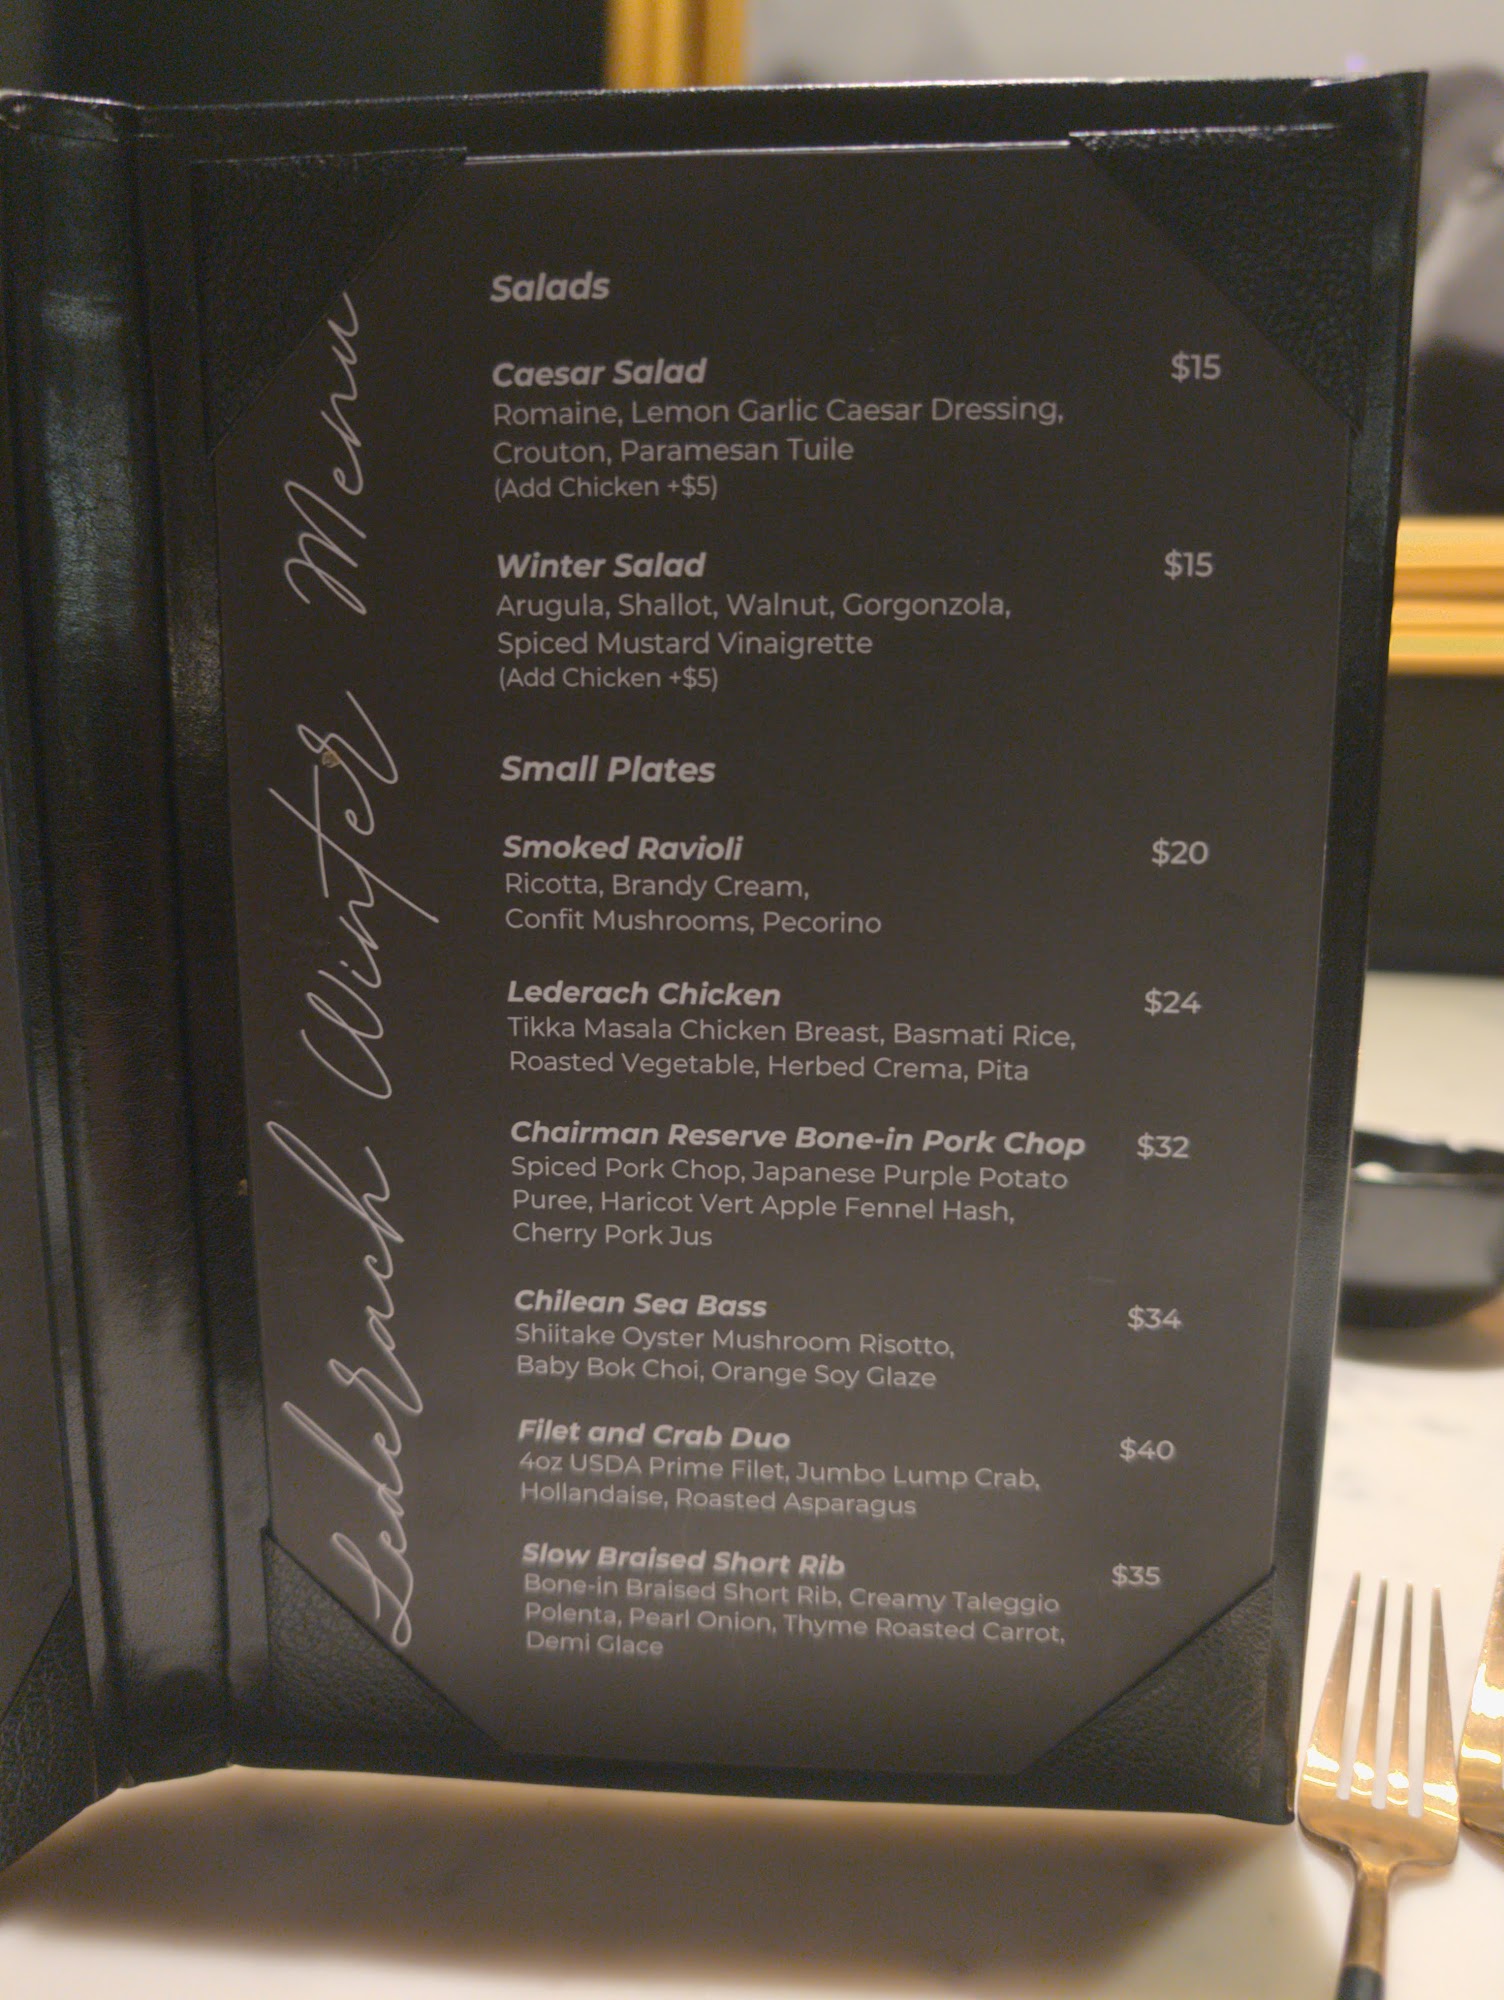 Lederach Winter Menu
Salads
Caesar Salad $15
Romaine, Lemon Garlic Caesar Dressing,
Crouton, Paramesan Tuile
(Add Chicken +$5)
Winter Salad $15
Arugula, Shallot, Walnut, Gorgonzola,
Spiced Mustard Vinaigrette
(Add Chicken +$5)
Small Plates
Smoked Ravioli $20
Ricotta, Brandy Cream,
Confit Mushrooms, Pecorino
Lederach Chicken $24
Tikka Masala Chicken Breast, Basmati Rice,
Roasted Vegetable, Herbed Crema, Pita
Chairman Reserve Bone-in Pork Chop $32
Spiced Pork Chop, Japanese Purple Potato
Puree, Haricot Vert Apple Fennel Hash,
Cherry Pork Jus
Chilean Sea Bass $34
Shiitake Oyster Mushroom Risotto,
Baby Bok Choi, Orange Soy Glaze
Filet and Crab Duo $40
4oz USDA Prime Filet, Jumbo Lump Crab,
Hollandaise, Roasted Asparagus
Slow Braised Short Rib $35
Bone-in Braised Short Rib, Creamy Taleggio
Polenta, Pearl Onion, Thyme Roasted Carrot,
Demi Glace